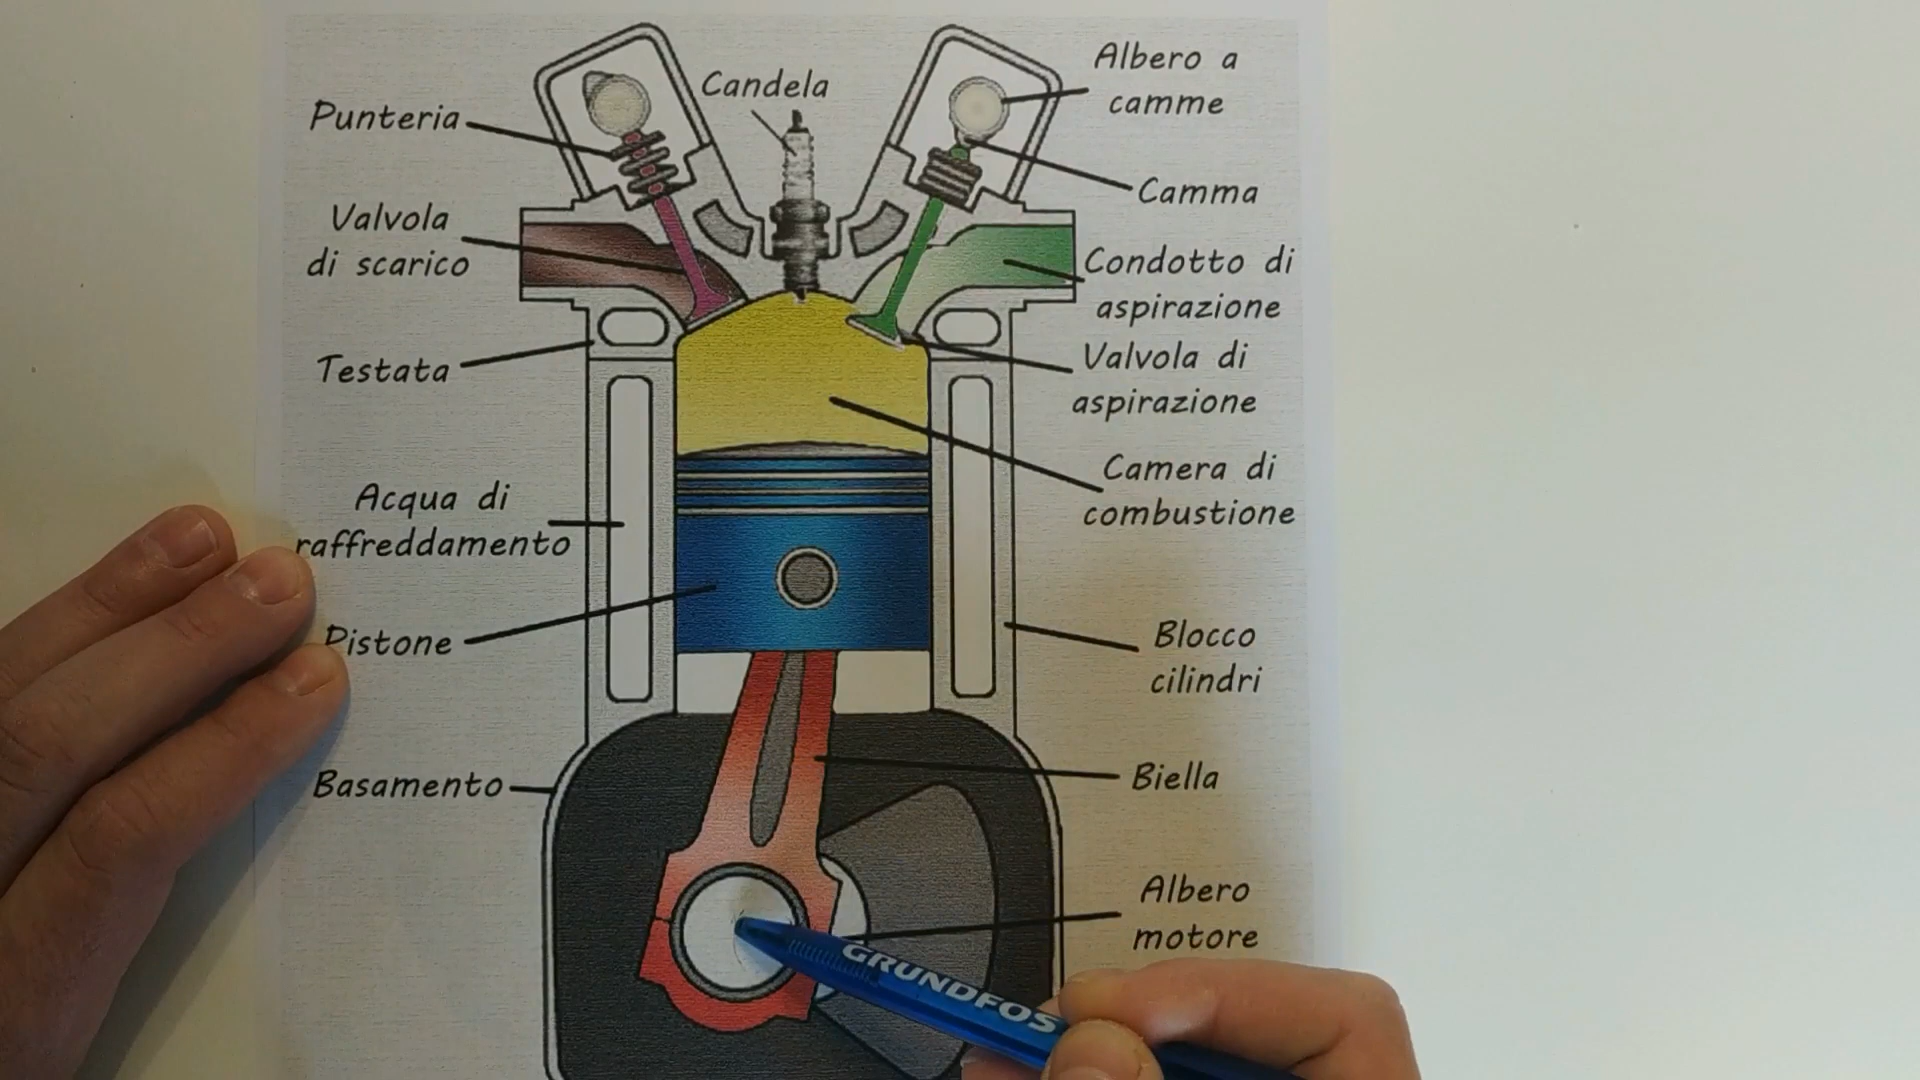 Punteria
Candela
Albero a
camme
Camma
Valvola
di scarico
Condotto di
aspirazione
Testata
Valvola di
aspirazione
Camera di
combustione
Acqua di
raffreddamento
Pistone
Blocco
cilindri
Basamento
Biella
Albero
motore
GRUNDFOS